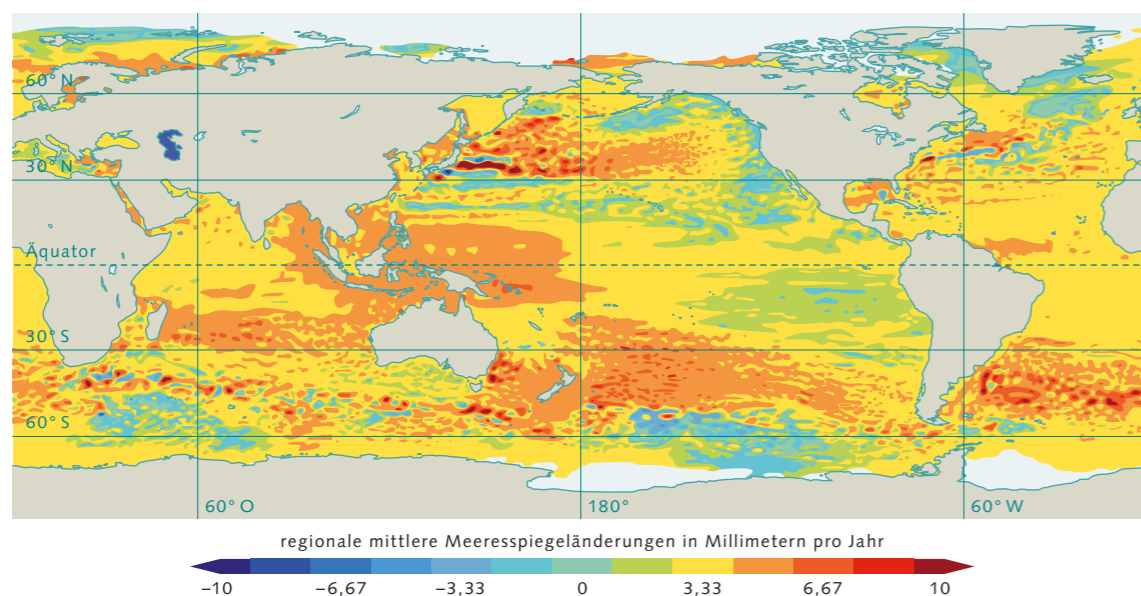 60° N
30° N
Äquator
30° S
60° S
60° O
180°
60° W
regionale mittlere Meeresspiegeländerungen in Millimetern pro Jahr
−10 −6,67 −3,33 0 3,33 6,67 10